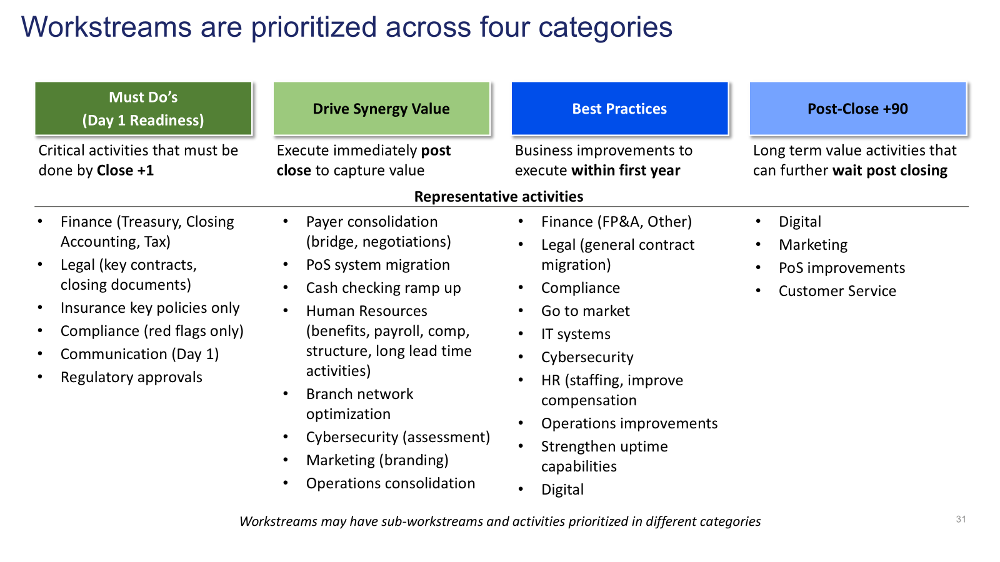 Workstreams are prioritized across four categories
Must Do’s
(Day 1 Readiness)
Critical activities that must be
done by Close +1
Drive Synergy Value
Execute immediately post
close to capture value
Best Practices
Business improvements to
execute within first year
Post-Close +90
Long term value activities that
can further wait post closing
Representative activities
• Finance (Treasury, Closing
Accounting, Tax)
• Legal (key contracts,
closing documents)
• Insurance key policies only
• Compliance (red flags only)
• Communication (Day 1)
• Regulatory approvals
• Payer consolidation
(bridge, negotiations)
• PoS system migration
• Cash checking ramp up
• Human Resources
(benefits, payroll, comp,
structure, long lead time
activities)
• Branch network
optimization
• Cybersecurity (assessment)
• Marketing (branding)
• Operations consolidation
• Finance (FP&A, Other)
• Legal (general contract
migration)
• Compliance
• Go to market
• IT systems
• Cybersecurity
• HR (staffing, improve
compensation
• Operations improvements
• Strengthen uptime
capabilities
• Digital
• Digital
• Marketing
• PoS improvements
• Customer Service
Workstreams may have sub-workstreams and activities prioritized in different categories
31